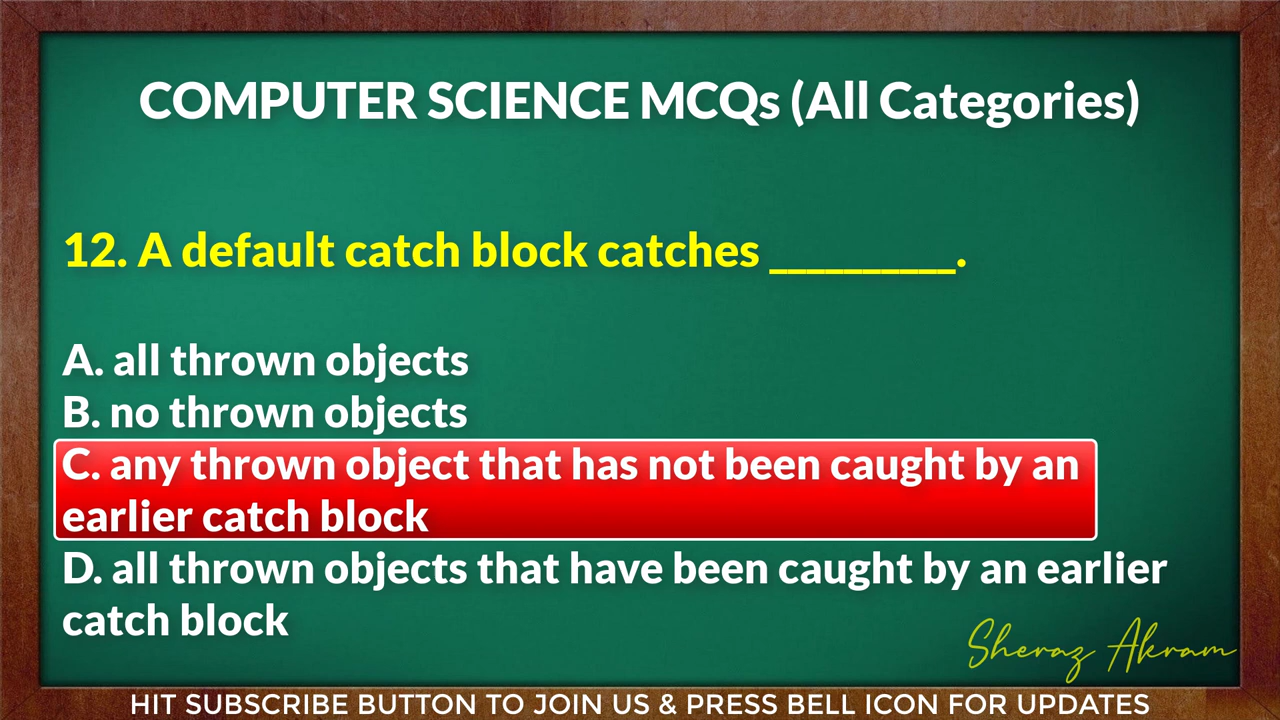 COMPUTER SCIENCE MCQs (All Categories)
12. A default catch block catches __________.
A. all thrown objects
B. no thrown objects
C. any thrown object that has not been caught by an
earlier catch block
D. all thrown objects that have been caught by an earlier
catch block
Sheraz Akram
HIT SUBSCRIBE BUTTON TO JOIN US & PRESS BELL ICON FOR UPDATES